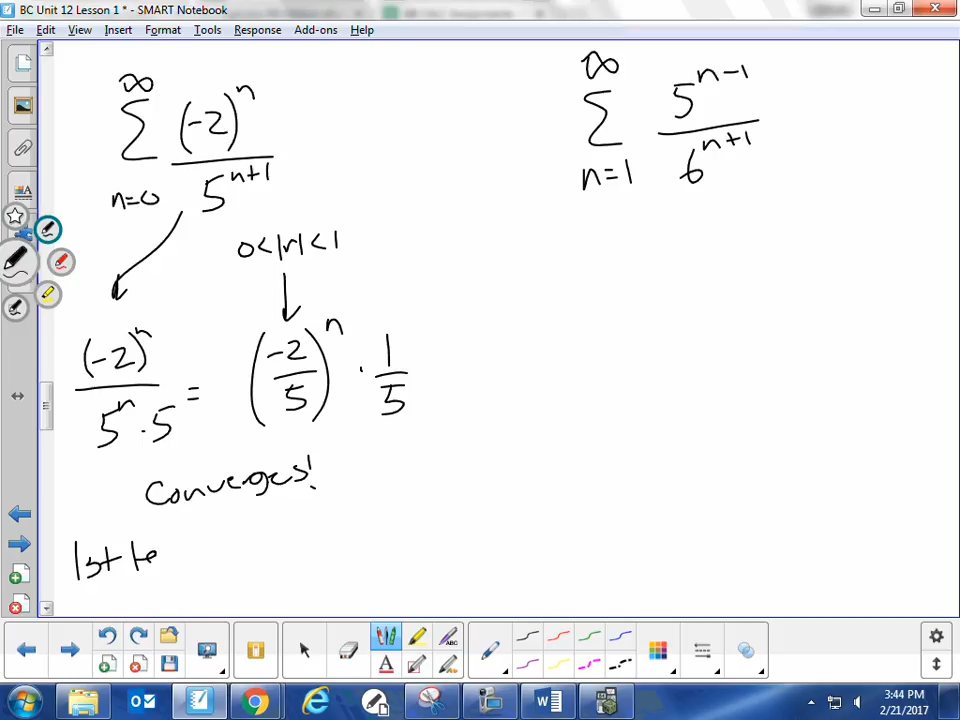 BC Unit 12 Lesson 1 * - SMART Notebook
File Edit View Insert Format Tools Response Add-ons Help
∞
∑ (-2)^n / 5^(n+1)
n=0
∞
∑ 5^(n-1) / 6^(n+1)
n=1
0<|r|<1
(-2)^n / 5^n · 5 = (-2/5)^n · 1/5
Converges!
1st te
A
ABC
3:44 PM
2/21/2017